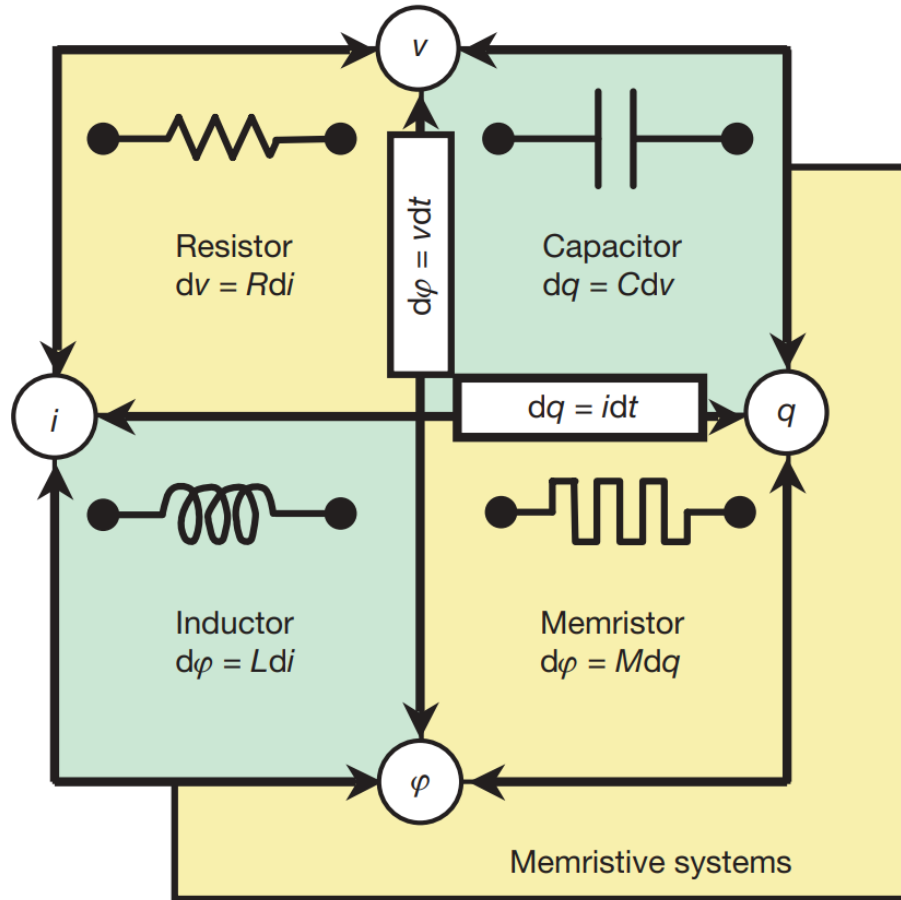 v
Resistor
dv = Rdi
dφ = vdt
Capacitor
dq = Cdv
i
dq = idt
q
Inductor
dφ = Ldi
Memristor
dφ = Mdq
φ
Memristive systems